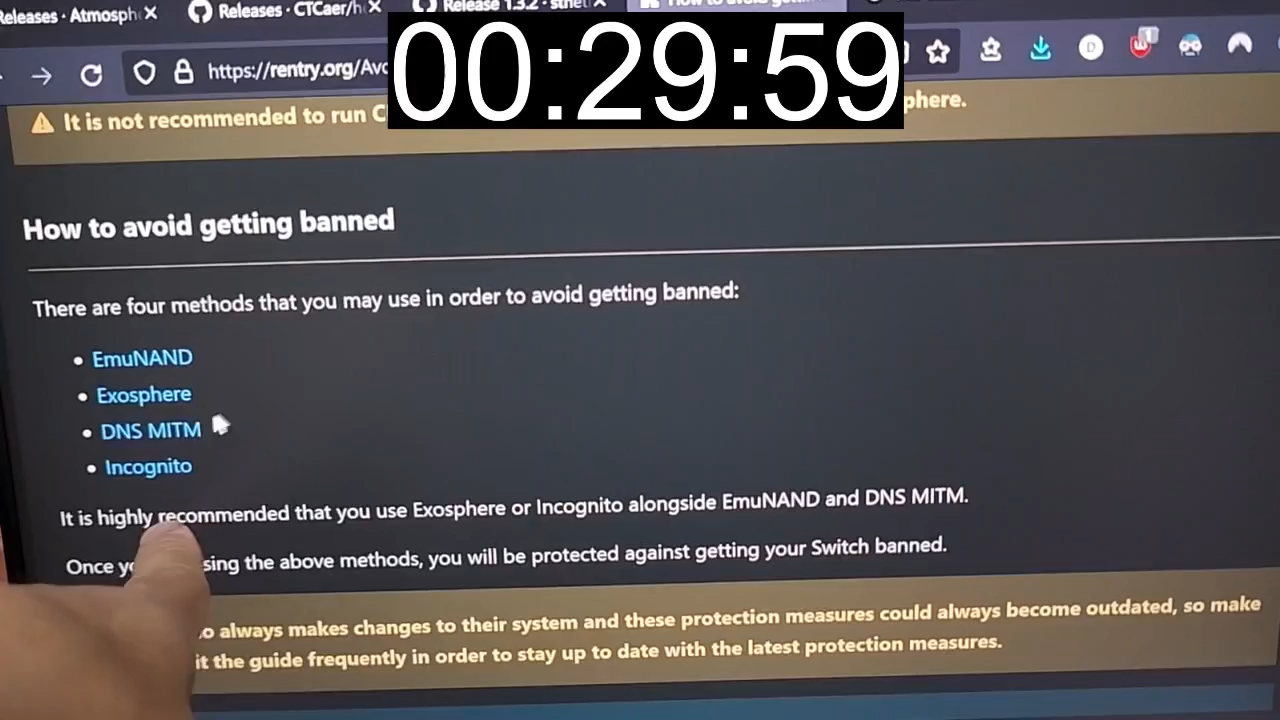 Releases · Atmosph
Releases · CTCaer/h
Release 1.3.2 · sthet
00:29:59
https://rentry.org/Avo
1
D
It is not recommended to run phere.
How to avoid getting banned
There are four methods that you may use in order to avoid getting banned:
• EmuNAND
• Exosphere
• DNS MITM
• Incognito
It is highly recommended that you use Exosphere or Incognito alongside EmuNAND and DNS MITM.
Once yo sing the above methods, you will be protected against getting your Switch banned.
o always makes changes to their system and these protection measures could always become outdated, so make
it the guide frequently in order to stay up to date with the latest protection measures.